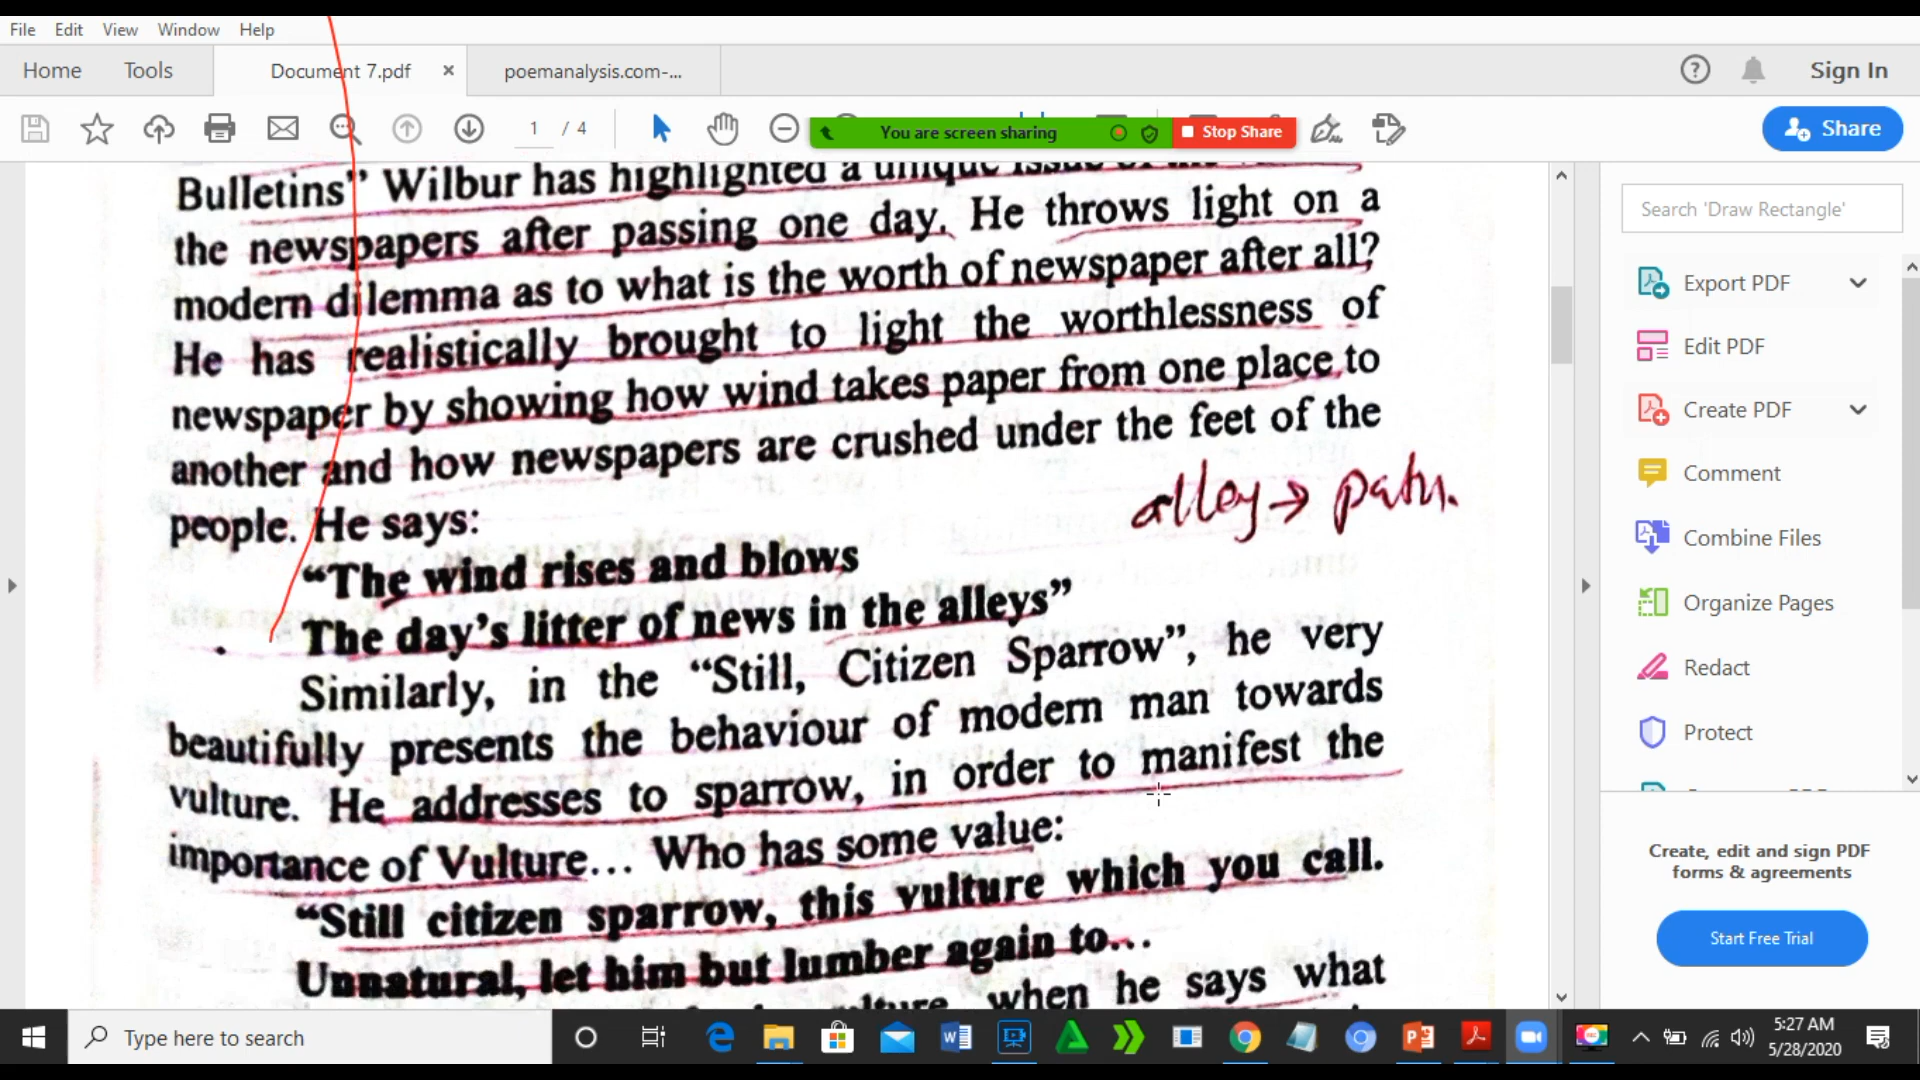 File Edit View Window Help
Home Tools Document 7.pdf × poemanalysis.com-... Sign In
1 / 4 You are screen sharing Stop Share Share
Bulletins" Wilbur has highlighted a unique issue of
the newspapers after passing one day. He throws light on a
modern dilemma as to what is the worth of newspaper after all?
He has realistically brought to light the worthlessness of
newspaper by showing how wind takes paper from one place to
another and how newspapers are crushed under the feet of the
people. He says:
alley → path.
“The wind rises and blows
The day’s litter of news in the alleys”
Similarly, in the “Still, Citizen Sparrow”, he very
beautifully presents the behaviour of modern man towards
vulture. He addresses to sparrow, in order to manifest the
importance of Vulture... Who has some value:
“Still citizen sparrow, this vulture which you call.
Unnatural, let him but lumber again to...
when he says what
Search 'Draw Rectangle'
Export PDF
Edit PDF
Create PDF
Comment
Combine Files
Organize Pages
Redact
Protect
Create, edit and sign PDF
forms & agreements
Start Free Trial
Type here to search
5:27 AM
5/28/2020